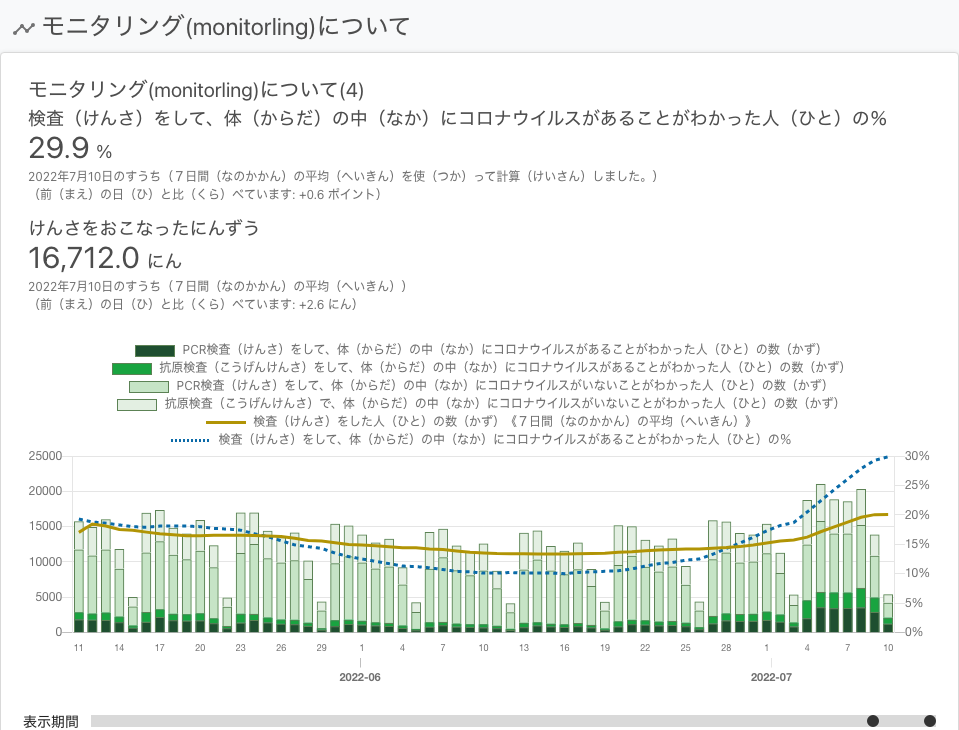 モニタリング(monitorling)について
モニタリング(monitorling)について(4)
検査（けんさ）をして、体（からだ）の中（なか）にコロナウイルスがあることがわかった人（ひと）の%
29.9 %
2022年7月10日のすうち（７日間（なのかかん）の平均（へいきん）を使（つか）って計算（けいさん）しました。）
（前（まえ）の日（ひ）と比（くら）べています: +0.6 ポイント）
けんさをおこなったにんずう
16,712.0 にん
2022年7月10日のすうち（７日間（なのかかん）の平均（へいきん））
（前（まえ）の日（ひ）と比（くら）べています: +2.6 にん）
PCR検査（けんさ）をして、体（からだ）の中（なか）にコロナウイルスがあることがわかった人（ひと）の数（かず）
抗原検査（こうげんけんさ）をして、体（からだ）の中（なか）にコロナウイルスがあることがわかった人（ひと）の数（かず）
PCR検査（けんさ）をして、体（からだ）の中（なか）にコロナウイルスがいないことがわかった人（ひと）の数（かず）
抗原検査（こうげんけんさ）で、体（からだ）の中（なか）にコロナウイルスがいないことがわかった人（ひと）の数（かず）
検査（けんさ）をした人（ひと）の数（かず）《７日間（なのかかん）の平均（へいきん）》
検査（けんさ）をして、体（からだ）の中（なか）にコロナウイルスがあることがわかった人（ひと）の%
25000 30%
25%
20000
20%
15000
15%
10000
10%
5000
5%
0 0%
11 14 17 20 23 26 29 1 4 7 10 13 16 19 22 25 28 1 4 7 10
2022-06 2022-07
表示期間